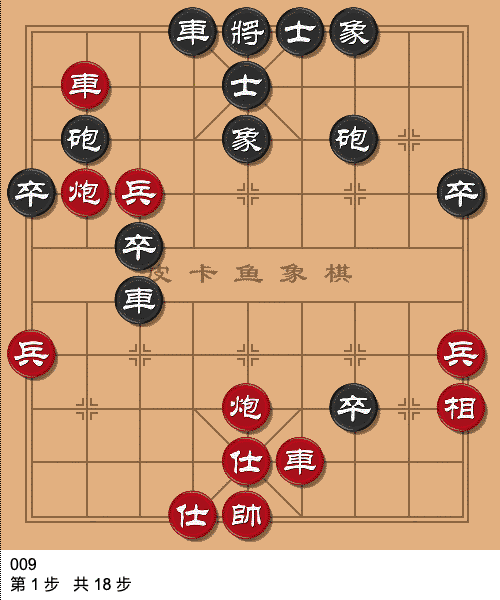 車將士象
車士
砲象砲
卒炮兵卒
卒
皮卡鱼象棋
車
兵兵
炮卒相
仕車
仕帥
009
第 1 步 共 18 步